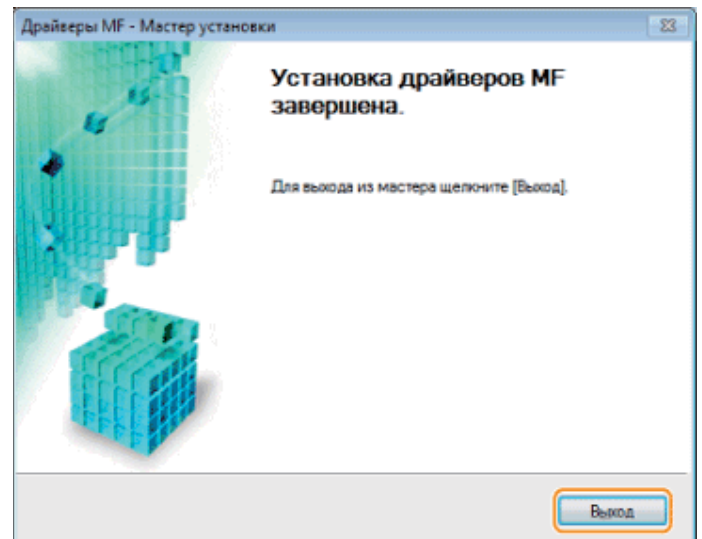 Драйверы MF - Мастер установки
Установка драйверов MF
завершена.
Для выхода из мастера щелкните [Выход].
Выход